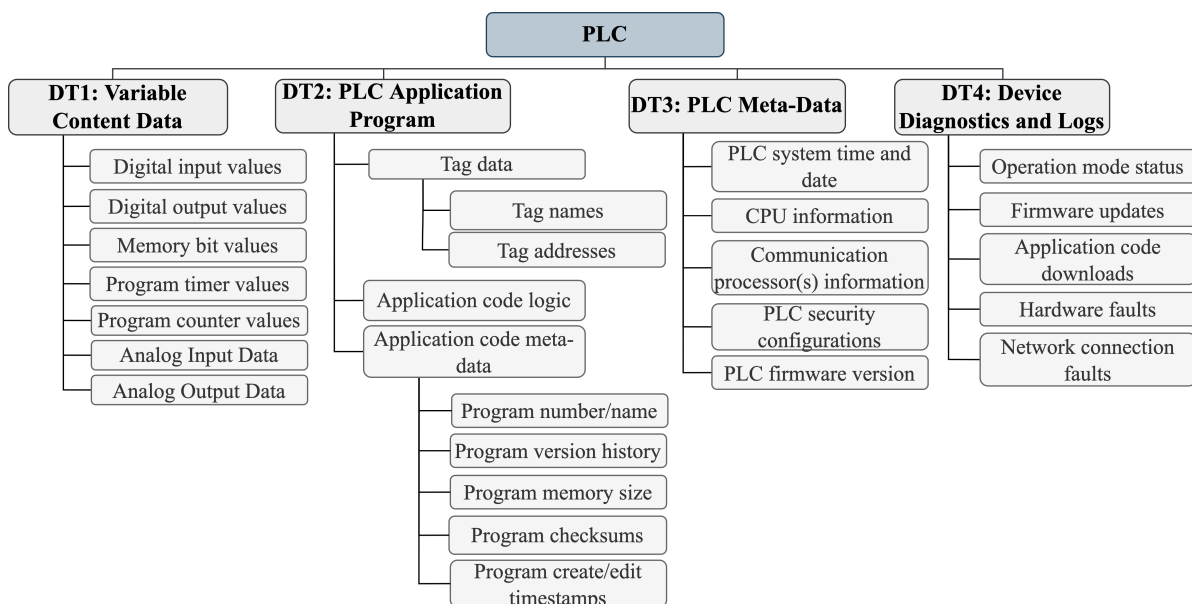 PLC
DT1: Variable
Content Data
Digital input values
Digital output values
Memory bit values
Program timer values
Program counter values
Analog Input Data
Analog Output Data
DT2: PLC Application
Program
Tag data
Tag names
Tag addresses
Application code logic
Application code meta-
data
Program number/name
Program version history
Program memory size
Program checksums
Program create/edit
timestamps
DT3: PLC Meta-Data
PLC system time and
date
CPU information
Communication
processor(s) information
PLC security
configurations
PLC firmware version
DT4: Device
Diagnostics and Logs
Operation mode status
Firmware updates
Application code
downloads
Hardware faults
Network connection
faults